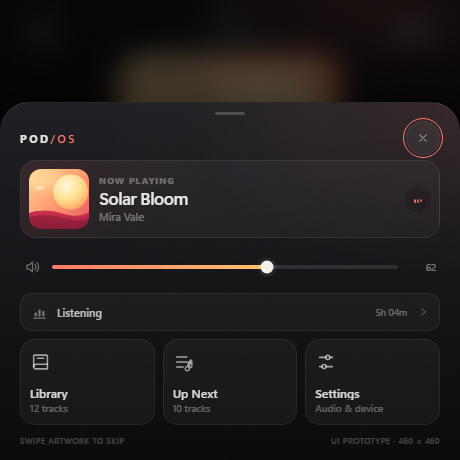 POD/OS
NOW PLAYING
Solar Bloom
Mira Vale
62
Listening 5h 04m
Library
12 tracks
Up Next
10 tracks
Settings
Audio & device
SWIPE ARTWORK TO SKIP
UI PROTOTYPE · 460 × 460